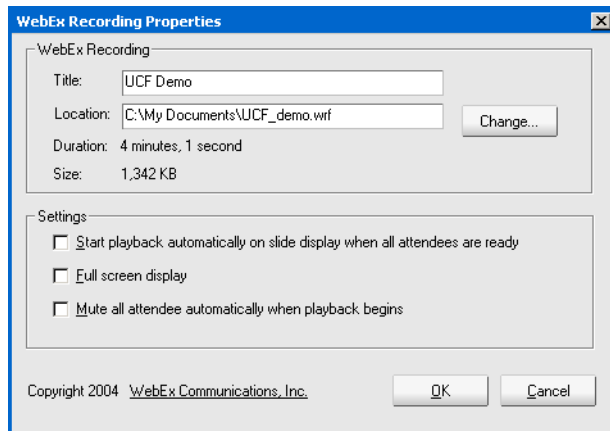 WebEx Recording Properties
WebEx Recording
Title: UCF Demo
Location: C:\My Documents\UCF_demo.wrf Change...
Duration: 4 minutes, 1 second
Size: 1,342 KB
Settings
Start playback automatically on slide display when all attendees are ready
Full screen display
Mute all attendee automatically when playback begins
Copyright 2004 WebEx Communications, Inc. OK Cancel